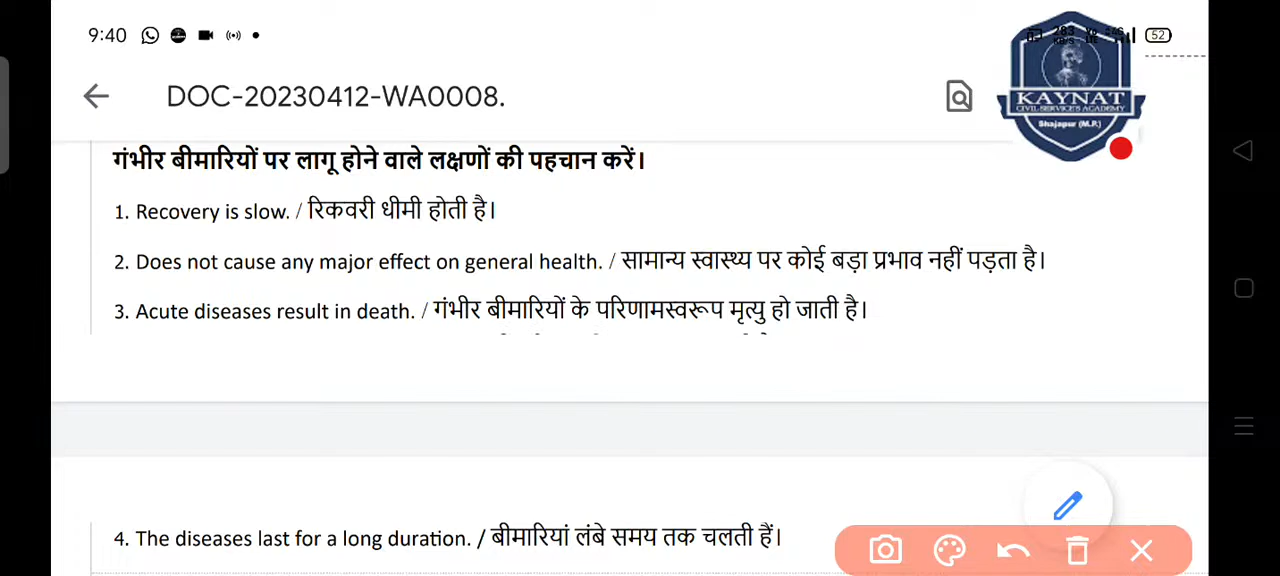 9:40
52
DOC-20230412-WA0008.
KAYNAT
CIVIL SERVICES ACADEMY
Shajapur (M.P.)
गंभीर बीमारियों पर लागू होने वाले लक्षणों की पहचान करें।
1. Recovery is slow. / रिकवरी धीमी होती है।
2. Does not cause any major effect on general health. / सामान्य स्वास्थ्य पर कोई बड़ा प्रभाव नहीं पड़ता है।
3. Acute diseases result in death. / गंभीर बीमारियों के परिणामस्वरूप मृत्यु हो जाती है।
4. The diseases last for a long duration. / बीमारियां लंबे समय तक चलती हैं।